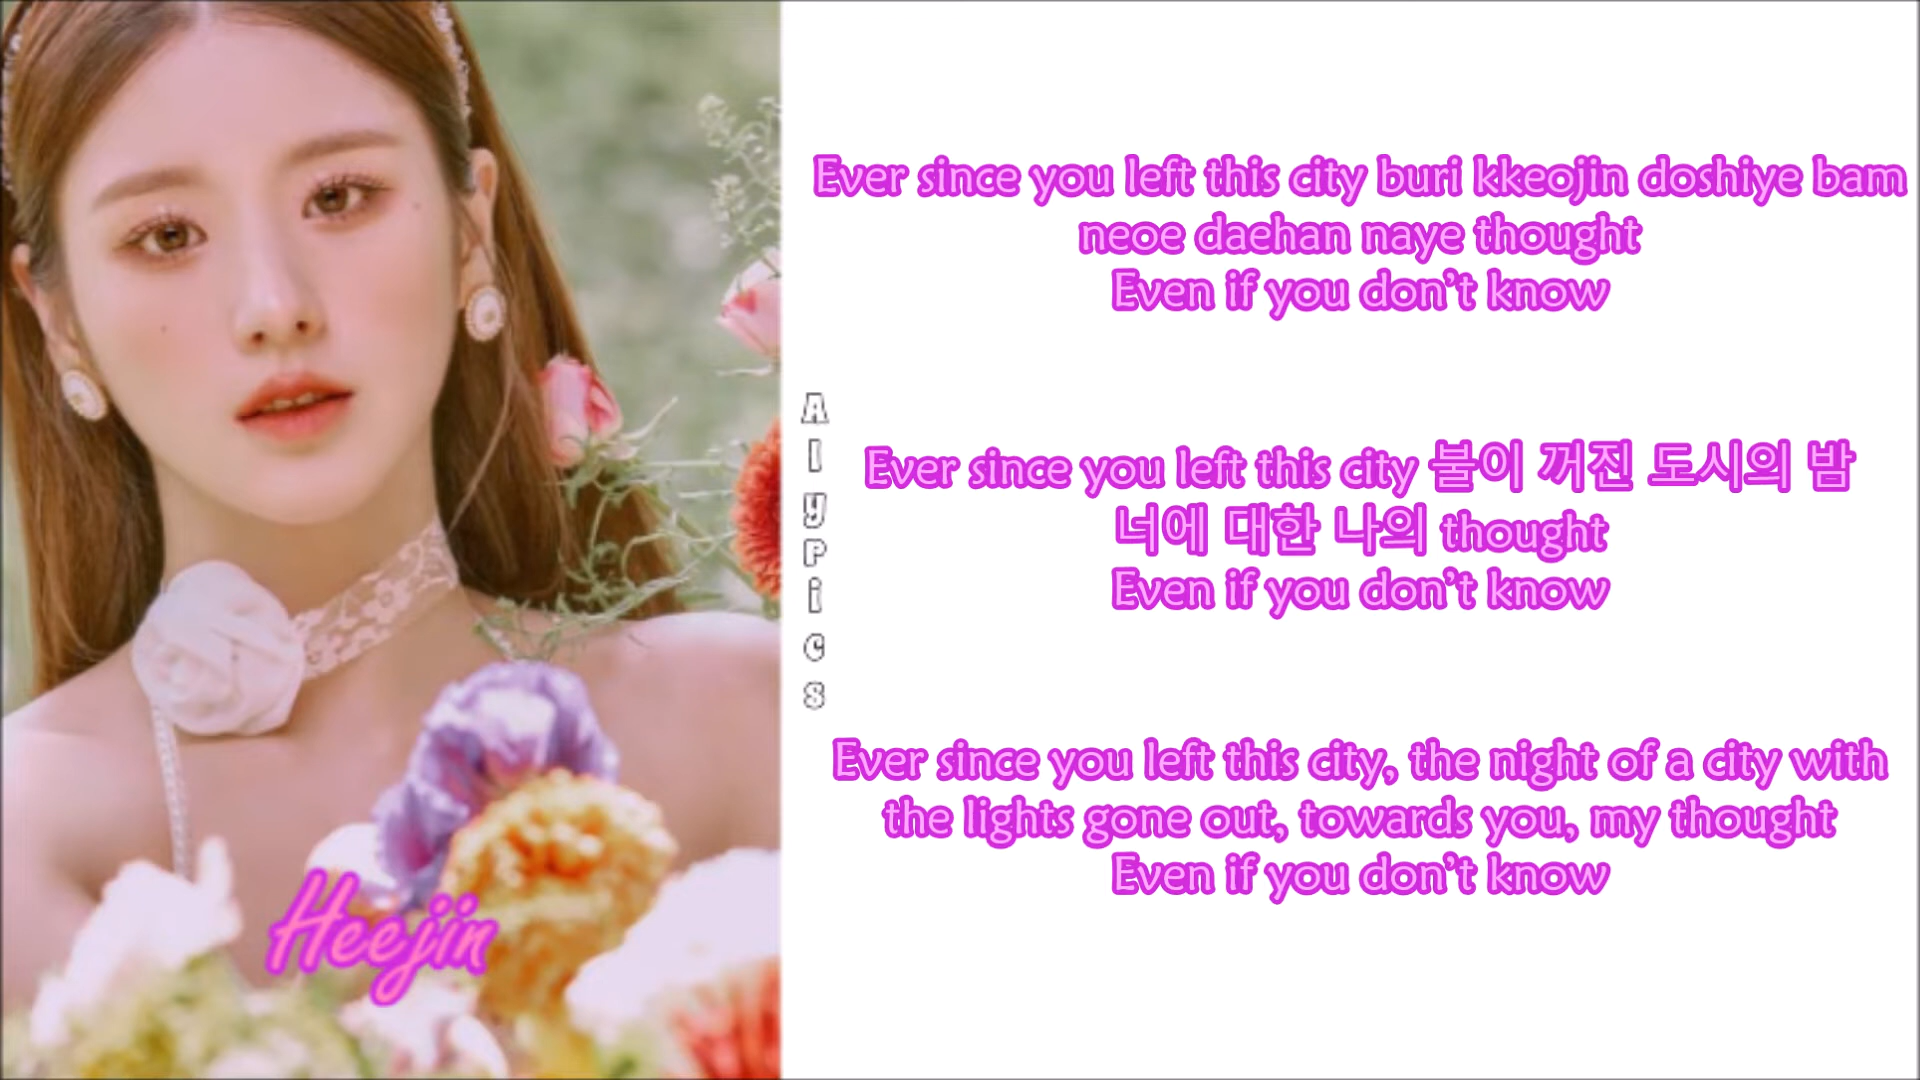 Ever since you left this city buri kkeojin doshiye bam
neoe daehan naye thought
Even if you don't know
Ever since you left this city 불이 꺼진 도시의 밤
너에 대한 나의 thought
Even if you don't know
Ever since you left this city, the night of a city with
the lights gone out, towards you, my thought
Even if you don't know
AlyPics
Heejin